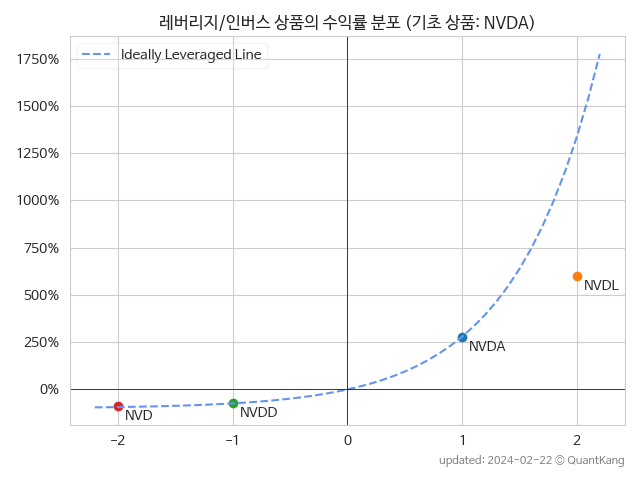 레버리지/인버스 상품의 수익률 분포 (기초 상품: NVDA)
Ideally Leveraged Line
1750%
1500%
1250%
1000%
750%
500%
250%
0%
NVDL
NVDA
NVD
NVDD
−2
−1
0
1
2
updated: 2024-02-22 © QuantKang